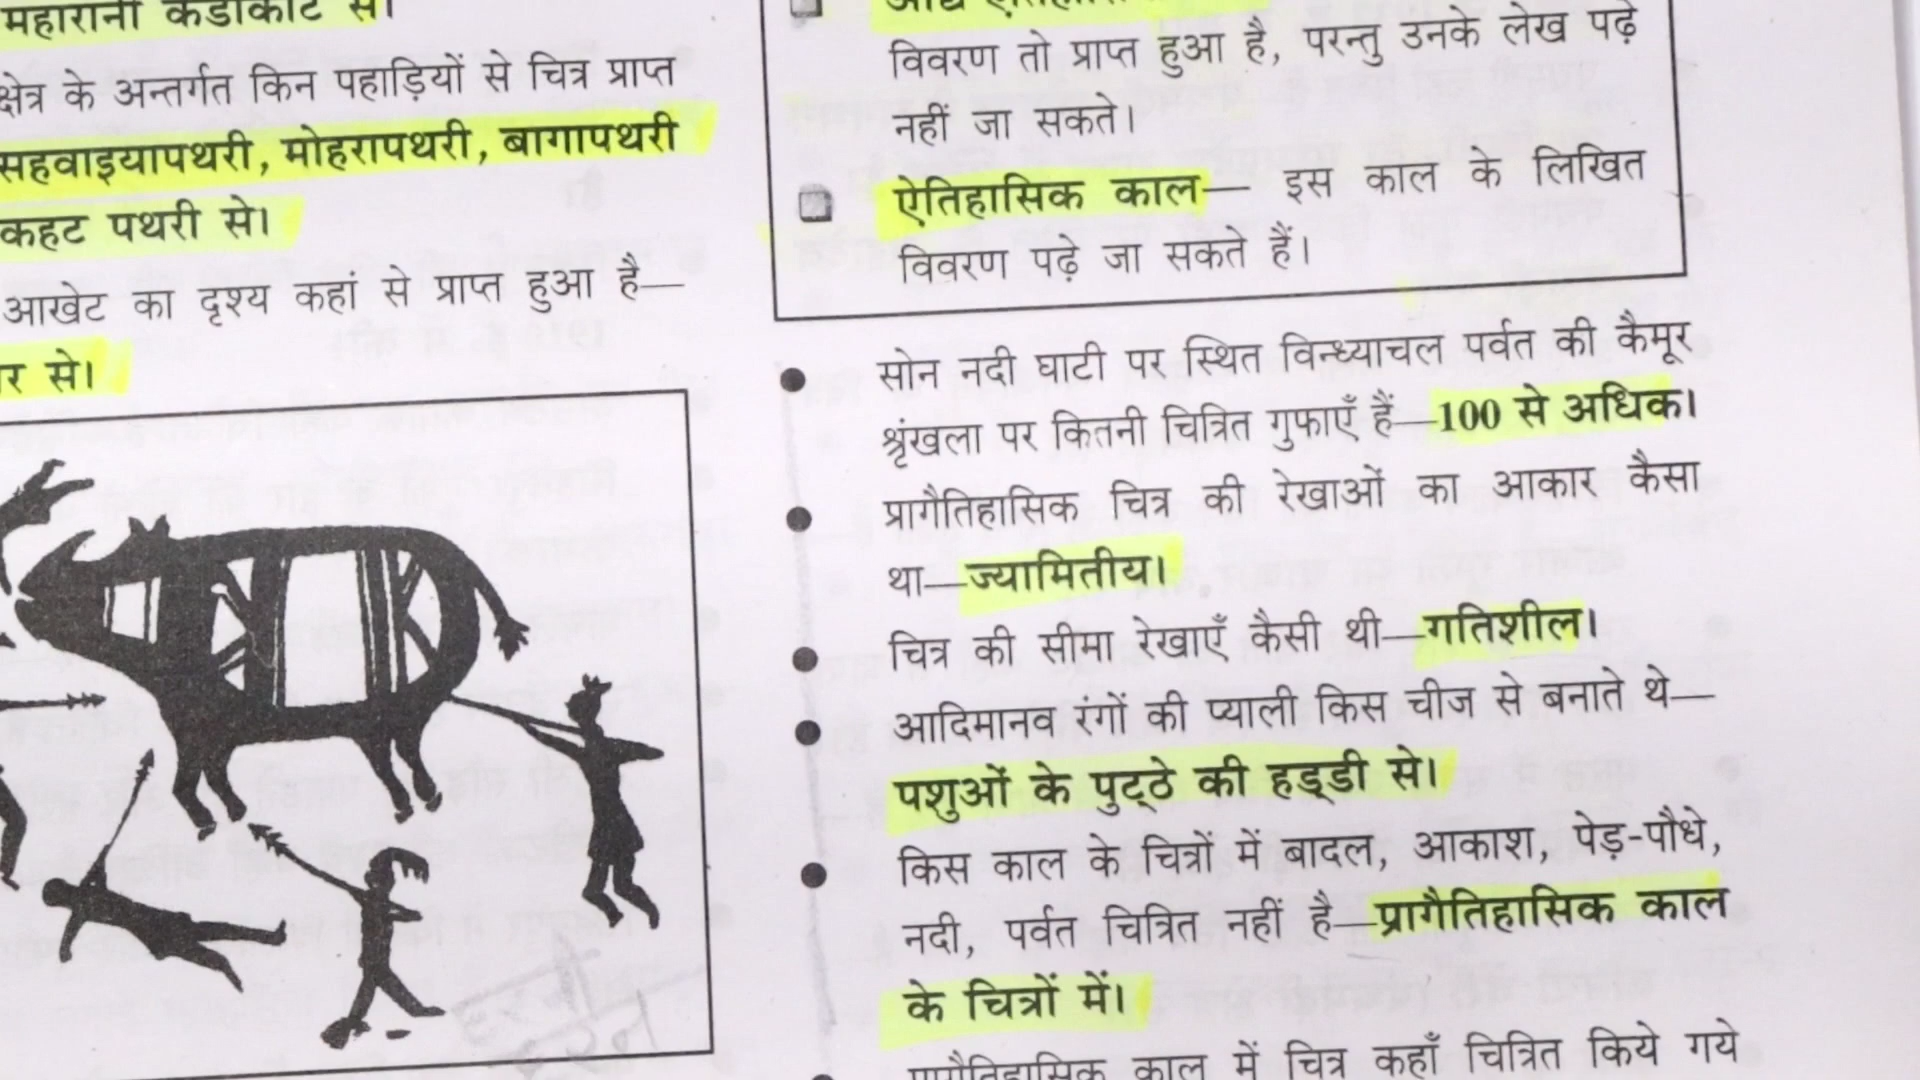 महारानी
क्षेत्र के अन्तर्गत किन पहाड़ियों से चित्र प्राप्त
सहवाइयापथरी, मोहरापथरी, बागापथरी
कहट पथरी से।
आखेट का दृश्य कहां से प्राप्त हुआ है—
र से।
विवरण तो प्राप्त हुआ है, परन्तु उनके लेख पढ़े
नहीं जा सकते।
ऐतिहासिक काल— इस काल के लिखित
विवरण पढ़े जा सकते हैं।
सोन नदी घाटी पर स्थित विन्ध्याचल पर्वत की कैमूर
श्रृंखला पर कितनी चित्रित गुफाएँ हैं—100 से अधिक।
प्रागैतिहासिक चित्र की रेखाओं का आकार कैसा
था—ज्यामितीय।
चित्र की सीमा रेखाएँ कैसी थी—गतिशील।
आदिमानव रंगों की प्याली किस चीज से बनाते थे—
पशुओं के पुट्ठे की हड्डी से।
किस काल के चित्रों में बादल, आकाश, पेड़-पौधे,
नदी, पर्वत चित्रित नहीं है—प्रागैतिहासिक काल
के चित्रों में।
प्रागैतिहासिक काल में चित्र कहाँ चित्रित किये गये